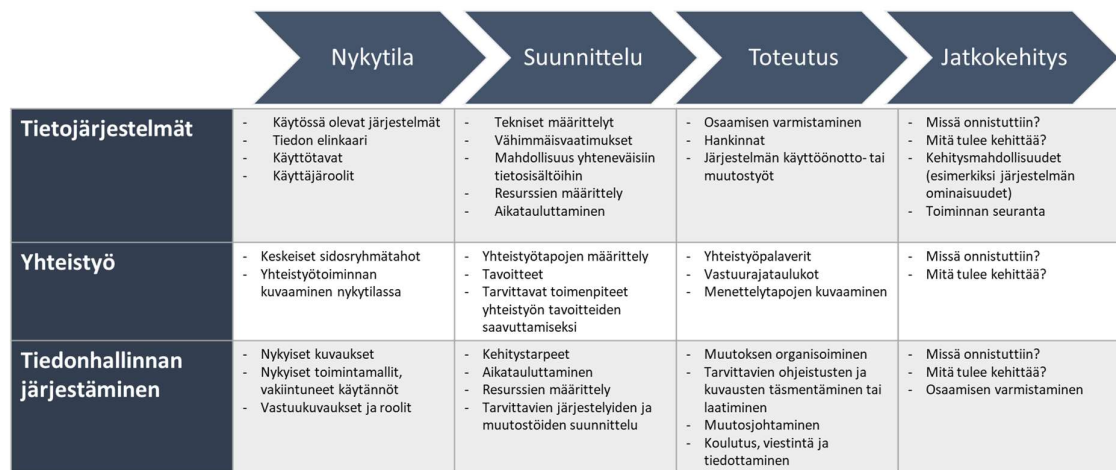 Nykytila
Suunnittelu
Toteutus
Jatkokehitys
Tietojärjestelmät
- Käytössä olevat järjestelmät
- Tiedon elinkaari
- Käyttötavat
- Käyttäjäroolit
- Tekniset määrittelyt
- Vähimmäisvaatimukset
- Mahdollisuus yhteneväisiin
tietosisältöihin
- Resurssien määrittely
- Aikatauluttaminen
- Osaamisen varmistaminen
- Hankinnat
- Järjestelmän käyttöönotto- tai
muutostyöt
- Missä onnistuttiin?
- Mitä tulee kehittää?
- Kehitysmahdollisuudet
(esimerkiksi järjestelmän
ominaisuudet)
- Toiminnan seuranta
Yhteistyö
- Keskeiset sidosryhmätahot
- Yhteistyötoiminnan
kuvaaminen nykytilassa
- Yhteistyötapojen määrittely
- Tavoitteet
- Tarvittavat toimenpiteet
yhteistyön tavoitteiden
saavuttamiseksi
- Yhteistyöpalaverit
- Vastuurajataulukot
- Menettelytapojen kuvaaminen
- Missä onnistuttiin?
- Mitä tulee kehittää?
Tiedonhallinnan
järjestäminen
- Nykyiset kuvaukset
- Nykyiset toimintamallit,
vakiintuneet käytännöt
- Vastuukuvaukset ja roolit
- Kehitystarpeet
- Aikatauluttaminen
- Resurssien määrittely
- Tarvittavien järjestelyiden ja
muutostöiden suunnittelu
- Muutoksen organisoiminen
- Tarvittavien ohjeistusten ja
kuvausten täsmentäminen tai
laatiminen
- Muutosjohtaminen
- Koulutus, viestintä ja
tiedottaminen
- Missä onnistuttiin?
- Mitä tulee kehittää?
- Osaamisen varmistaminen